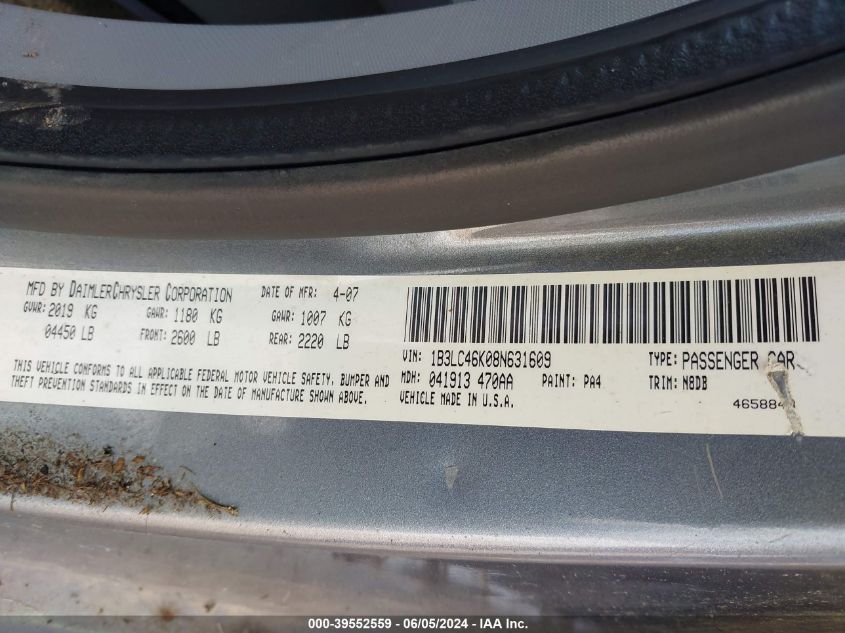 MFD BY DAIMLERCHRYSLER CORPORATION DATE OF MFR: 4-07
GVWR: 2019 KG GAWR: 1180 KG GAWR: 1007 KG
04450 LB FRONT: 2600 LB REAR: 2220 LB
THIS VEHICLE CONFORMS TO ALL APPLICABLE FEDERAL MOTOR VEHICLE SAFETY, BUMPER AND
THEFT PREVENTION STANDARDS IN EFFECT ON THE DATE OF MANUFACTURE SHOWN ABOVE.
VIN: 1B3LC46K08N631609 TYPE: PASSENGER CAR
MDH: 041913 470AA PAINT: PA4 TRIM: N8DB
VEHICLE MADE IN U.S.A.
000-39552559 - 06/05/2024 - IAA Inc.